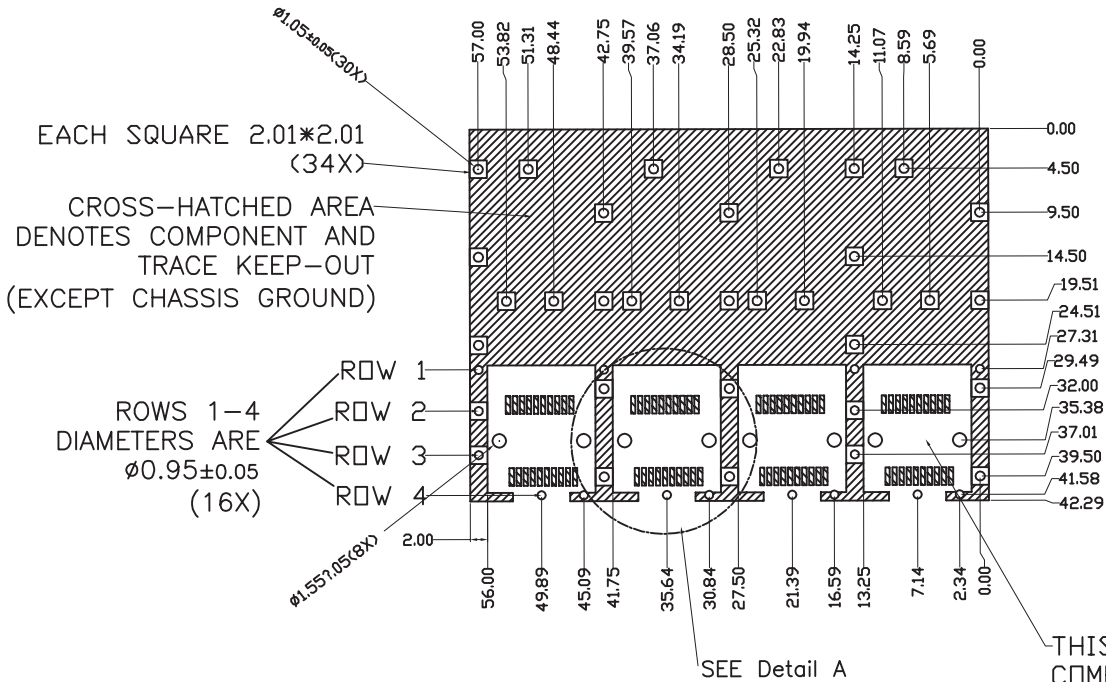 ø1.05±0.05(30X)
57.00
53.82
51.31
48.44
42.75
39.57
37.06
34.19
28.50
25.32
22.83
19.94
14.25
11.07
8.59
5.69
0.00
EACH SQUARE 2.01*2.01
(34X)
CROSS-HATCHED AREA
DENOTES COMPONENT AND
TRACE KEEP-OUT
(EXCEPT CHASSIS GROUND)
0.00
4.50
9.50
14.50
19.51
24.51
27.31
29.49
32.00
35.38
37.01
39.50
41.58
42.29
ROW 1
ROW 2
ROW 3
ROW 4
ROWS 1-4
DIAMETERS ARE
ø0.95±0.05
(16X)
2.00
ø1.55?.05(8X)
56.00
49.89
45.09
41.75
35.64
30.84
27.50
21.39
16.59
13.25
7.14
2.34
0.00
SEE Detail A
THIS